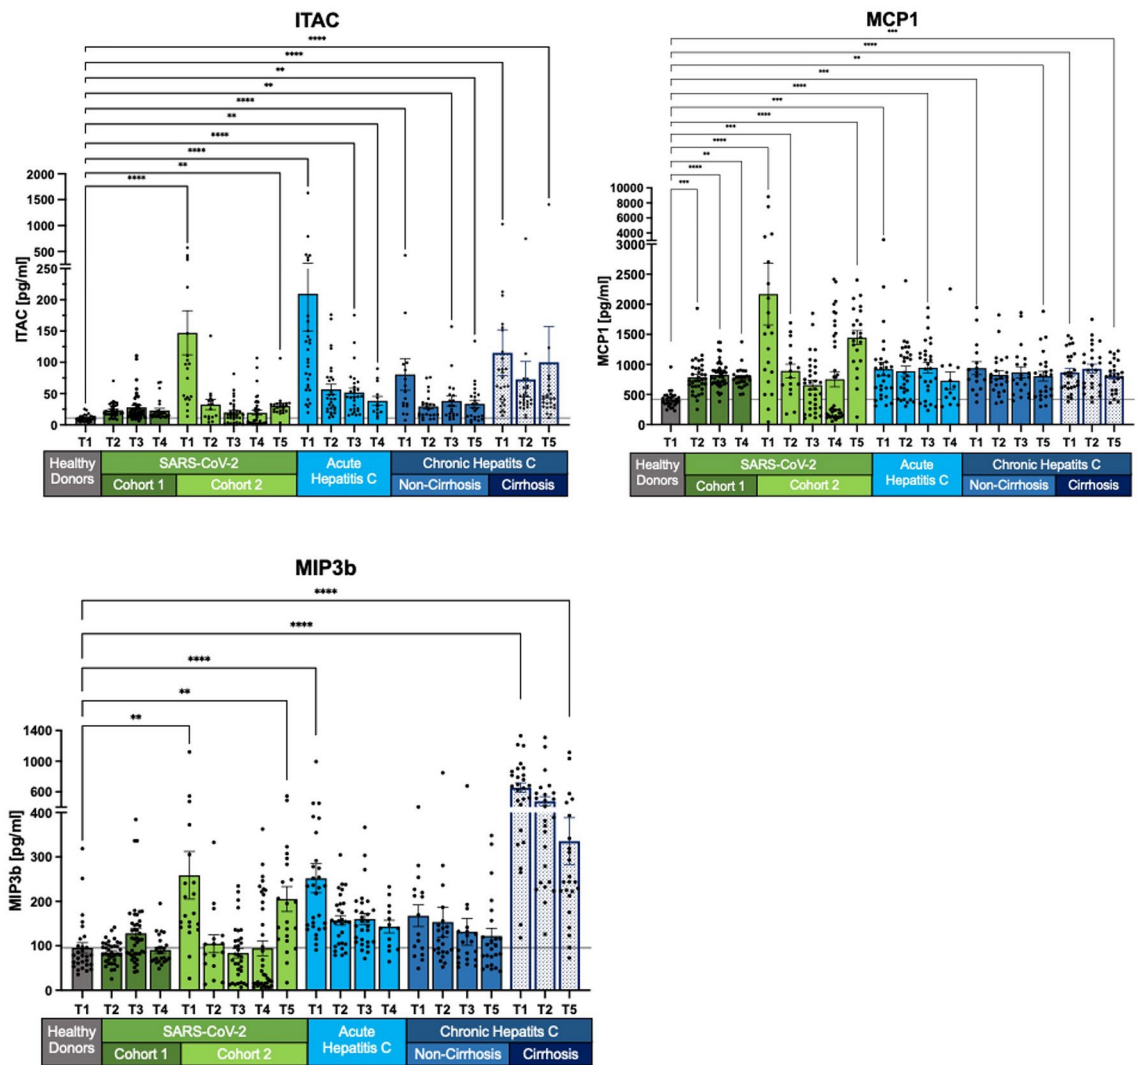 ITAC
****
****
**
**
****
**
****
****
**
****
ITAC [pg/ml]
2000
1500
1000
500
250
200
150
100
50
0
T1 T2 T3 T4 T1 T2 T3 T4 T5 T1 T2 T3 T4 T1 T2 T3 T5 T1 T2 T5
Healthy
Donors
SARS-CoV-2
Cohort 1
Cohort 2
Acute
Hepatitis C
Chronic Hepatits C
Non-Cirrhosis
Cirrhosis
MCP1
***
****
**
***
****
***
****
***
****
**
****
***
MCP1 [pg/ml]
10000
8000
6000
4000
3000
2500
2000
1500
1000
500
0
T1 T2 T3 T4 T1 T2 T3 T4 T5 T1 T2 T3 T4 T1 T2 T3 T5 T1 T2 T5
Healthy
Donors
SARS-CoV-2
Cohort 1
Cohort 2
Acute
Hepatitis C
Chronic Hepatits C
Non-Cirrhosis
Cirrhosis
MIP3b
****
****
****
**
**
MIP3b [pg/ml]
1400
1000
600
400
300
200
100
0
T1 T2 T3 T4 T1 T2 T3 T4 T5 T1 T2 T3 T4 T1 T2 T3 T5 T1 T2 T5
Healthy
Donors
SARS-CoV-2
Cohort 1
Cohort 2
Acute
Hepatitis C
Chronic Hepatits C
Non-Cirrhosis
Cirrhosis